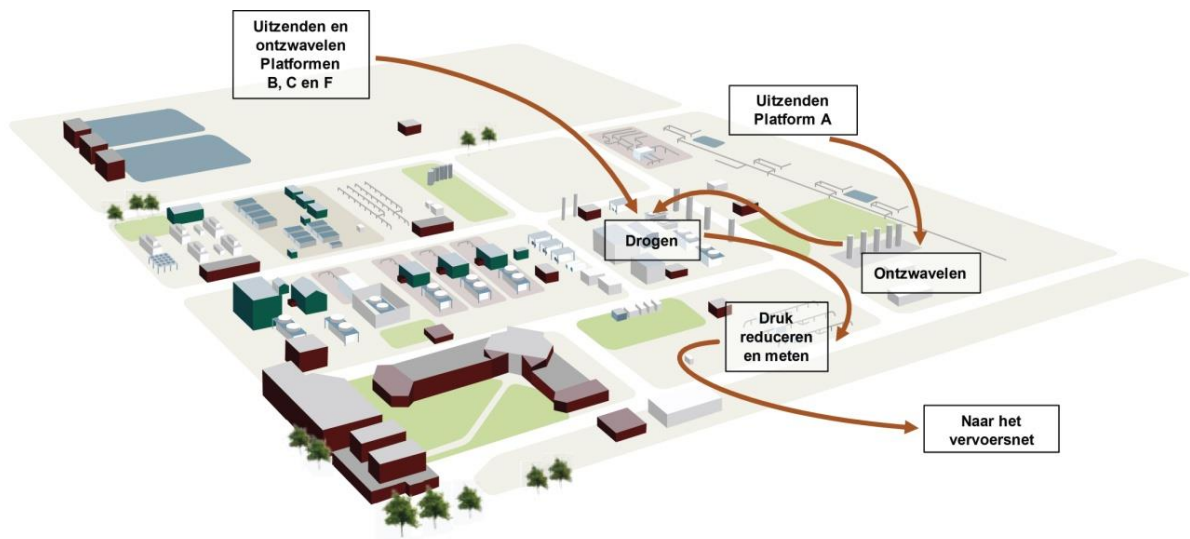 Uitzenden en
ontzwavelen
Platformen
B, C en F
Uitzenden
Platform A
Drogen
Ontzwavelen
Druk
reduceren
en meten
Naar het
vervoersnet